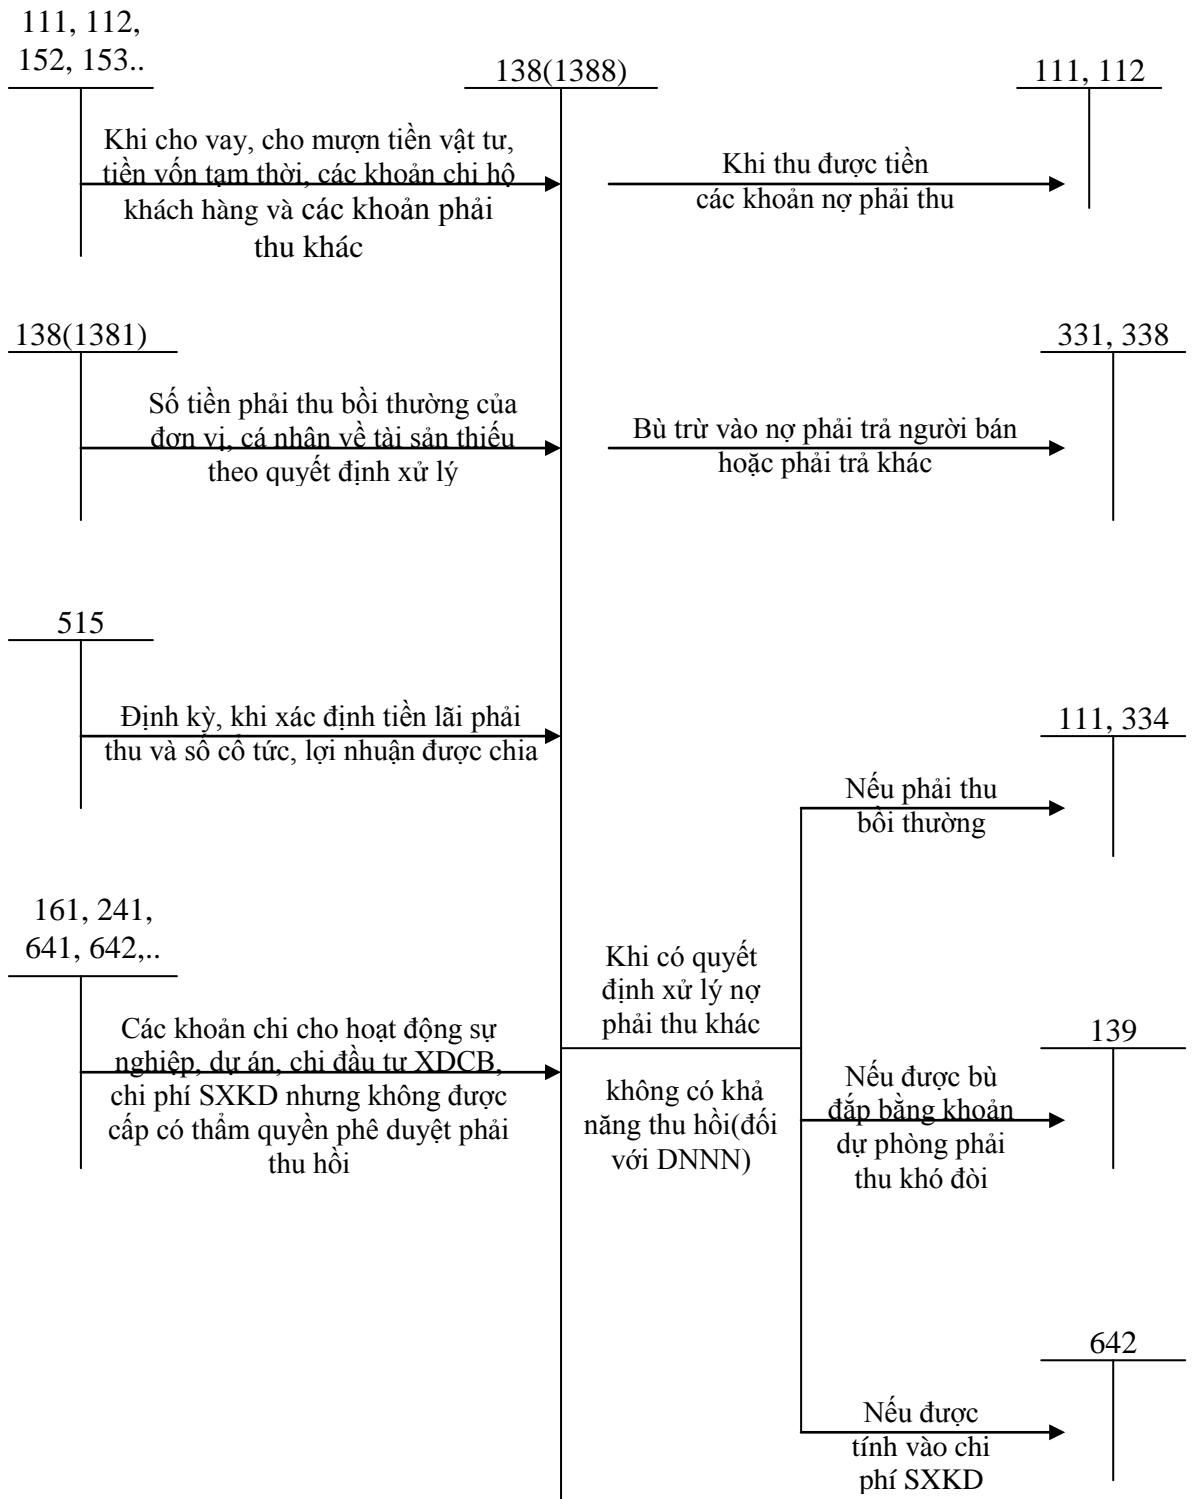 111, 112,
152, 153..
138(1388)
111, 112
Khi cho vay, cho mượn tiền vật tư,
tiền vốn tạm thời, các khoản chi hộ
khách hàng và các khoản phải
thu khác
Khi thu được tiền
các khoản nợ phải thu
138(1381)
331, 338
Số tiền phải thu bồi thường của
đơn vị, cá nhân về tài sản thiếu
theo quyết định xử lý
Bù trừ vào nợ phải trả người bán
hoặc phải trả khác
515
Định kỳ, khi xác định tiền lãi phải
thu và số cổ tức, lợi nhuận được chia
111, 334
Nếu phải thu
bồi thường
161, 241,
641, 642,..
Các khoản chi cho hoạt động sự
nghiệp, dự án, chi đầu tư XDCB,
chi phí SXKD nhưng không được
cấp có thẩm quyền phê duyệt phải
thu hồi
Khi có quyết
định xử lý nợ
phải thu khác
không có khả
năng thu hồi(đối
với DNNN)
139
Nếu được bù
đắp bằng khoản
dự phòng phải
thu khó đòi
642
Nếu được
tính vào chi
phí SXKD